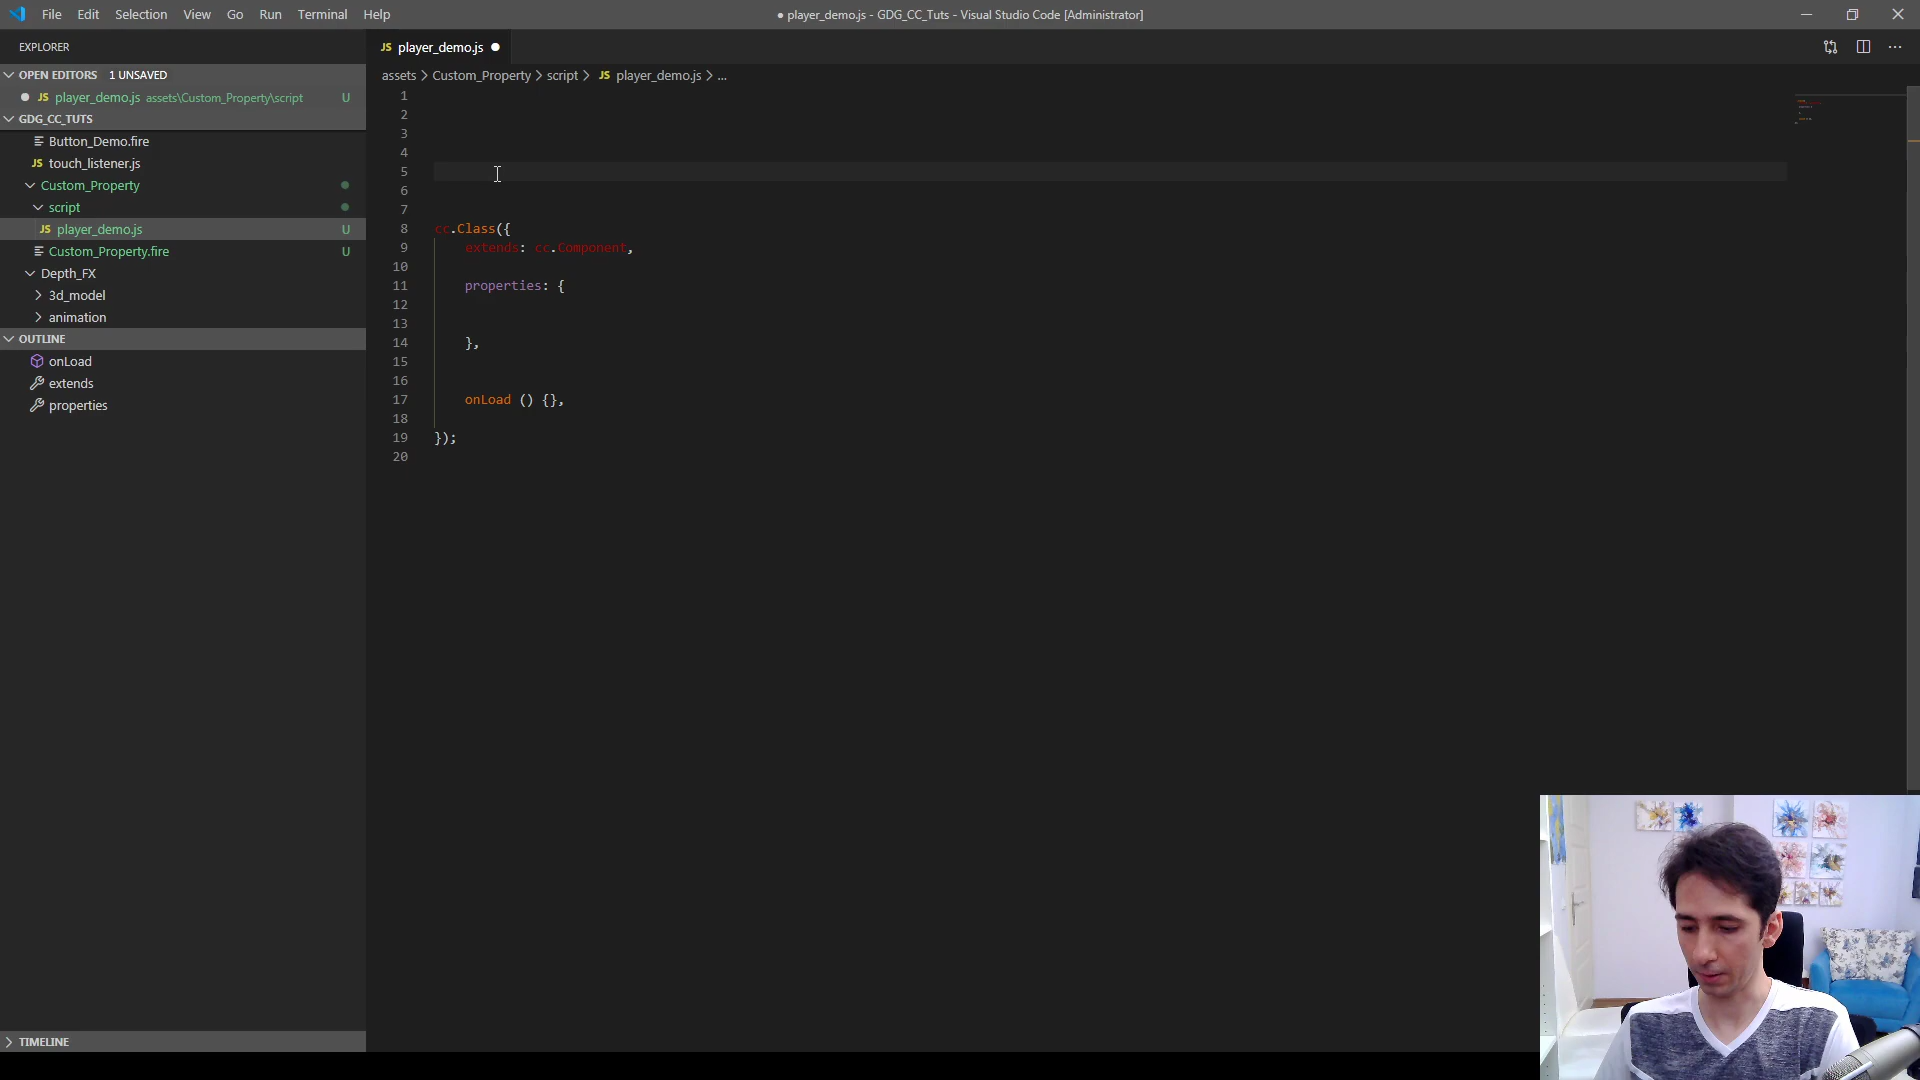 File Edit Selection View Go Run Terminal Help
● player_demo.js - GDG_CC_Tuts - Visual Studio Code [Administrator]
EXPLORER
JS player_demo.js ●
OPEN EDITORS 1 UNSAVED
● JS player_demo.js assets\Custom_Property\script U
GDG_CC_TUTS
Button_Demo.fire
JS touch_listener.js
Custom_Property
script
JS player_demo.js U
Custom_Property.fire U
Depth_FX
3d_model
animation
OUTLINE
onLoad
extends
properties
TIMELINE
assets > Custom_Property > script > JS player_demo.js > ...
1
2
3
4
5
6
7
8 cc.Class({
9 extends: cc.Component,
10
11 properties: {
12
13
14 },
15
16
17 onLoad () {},
18
19 });
20